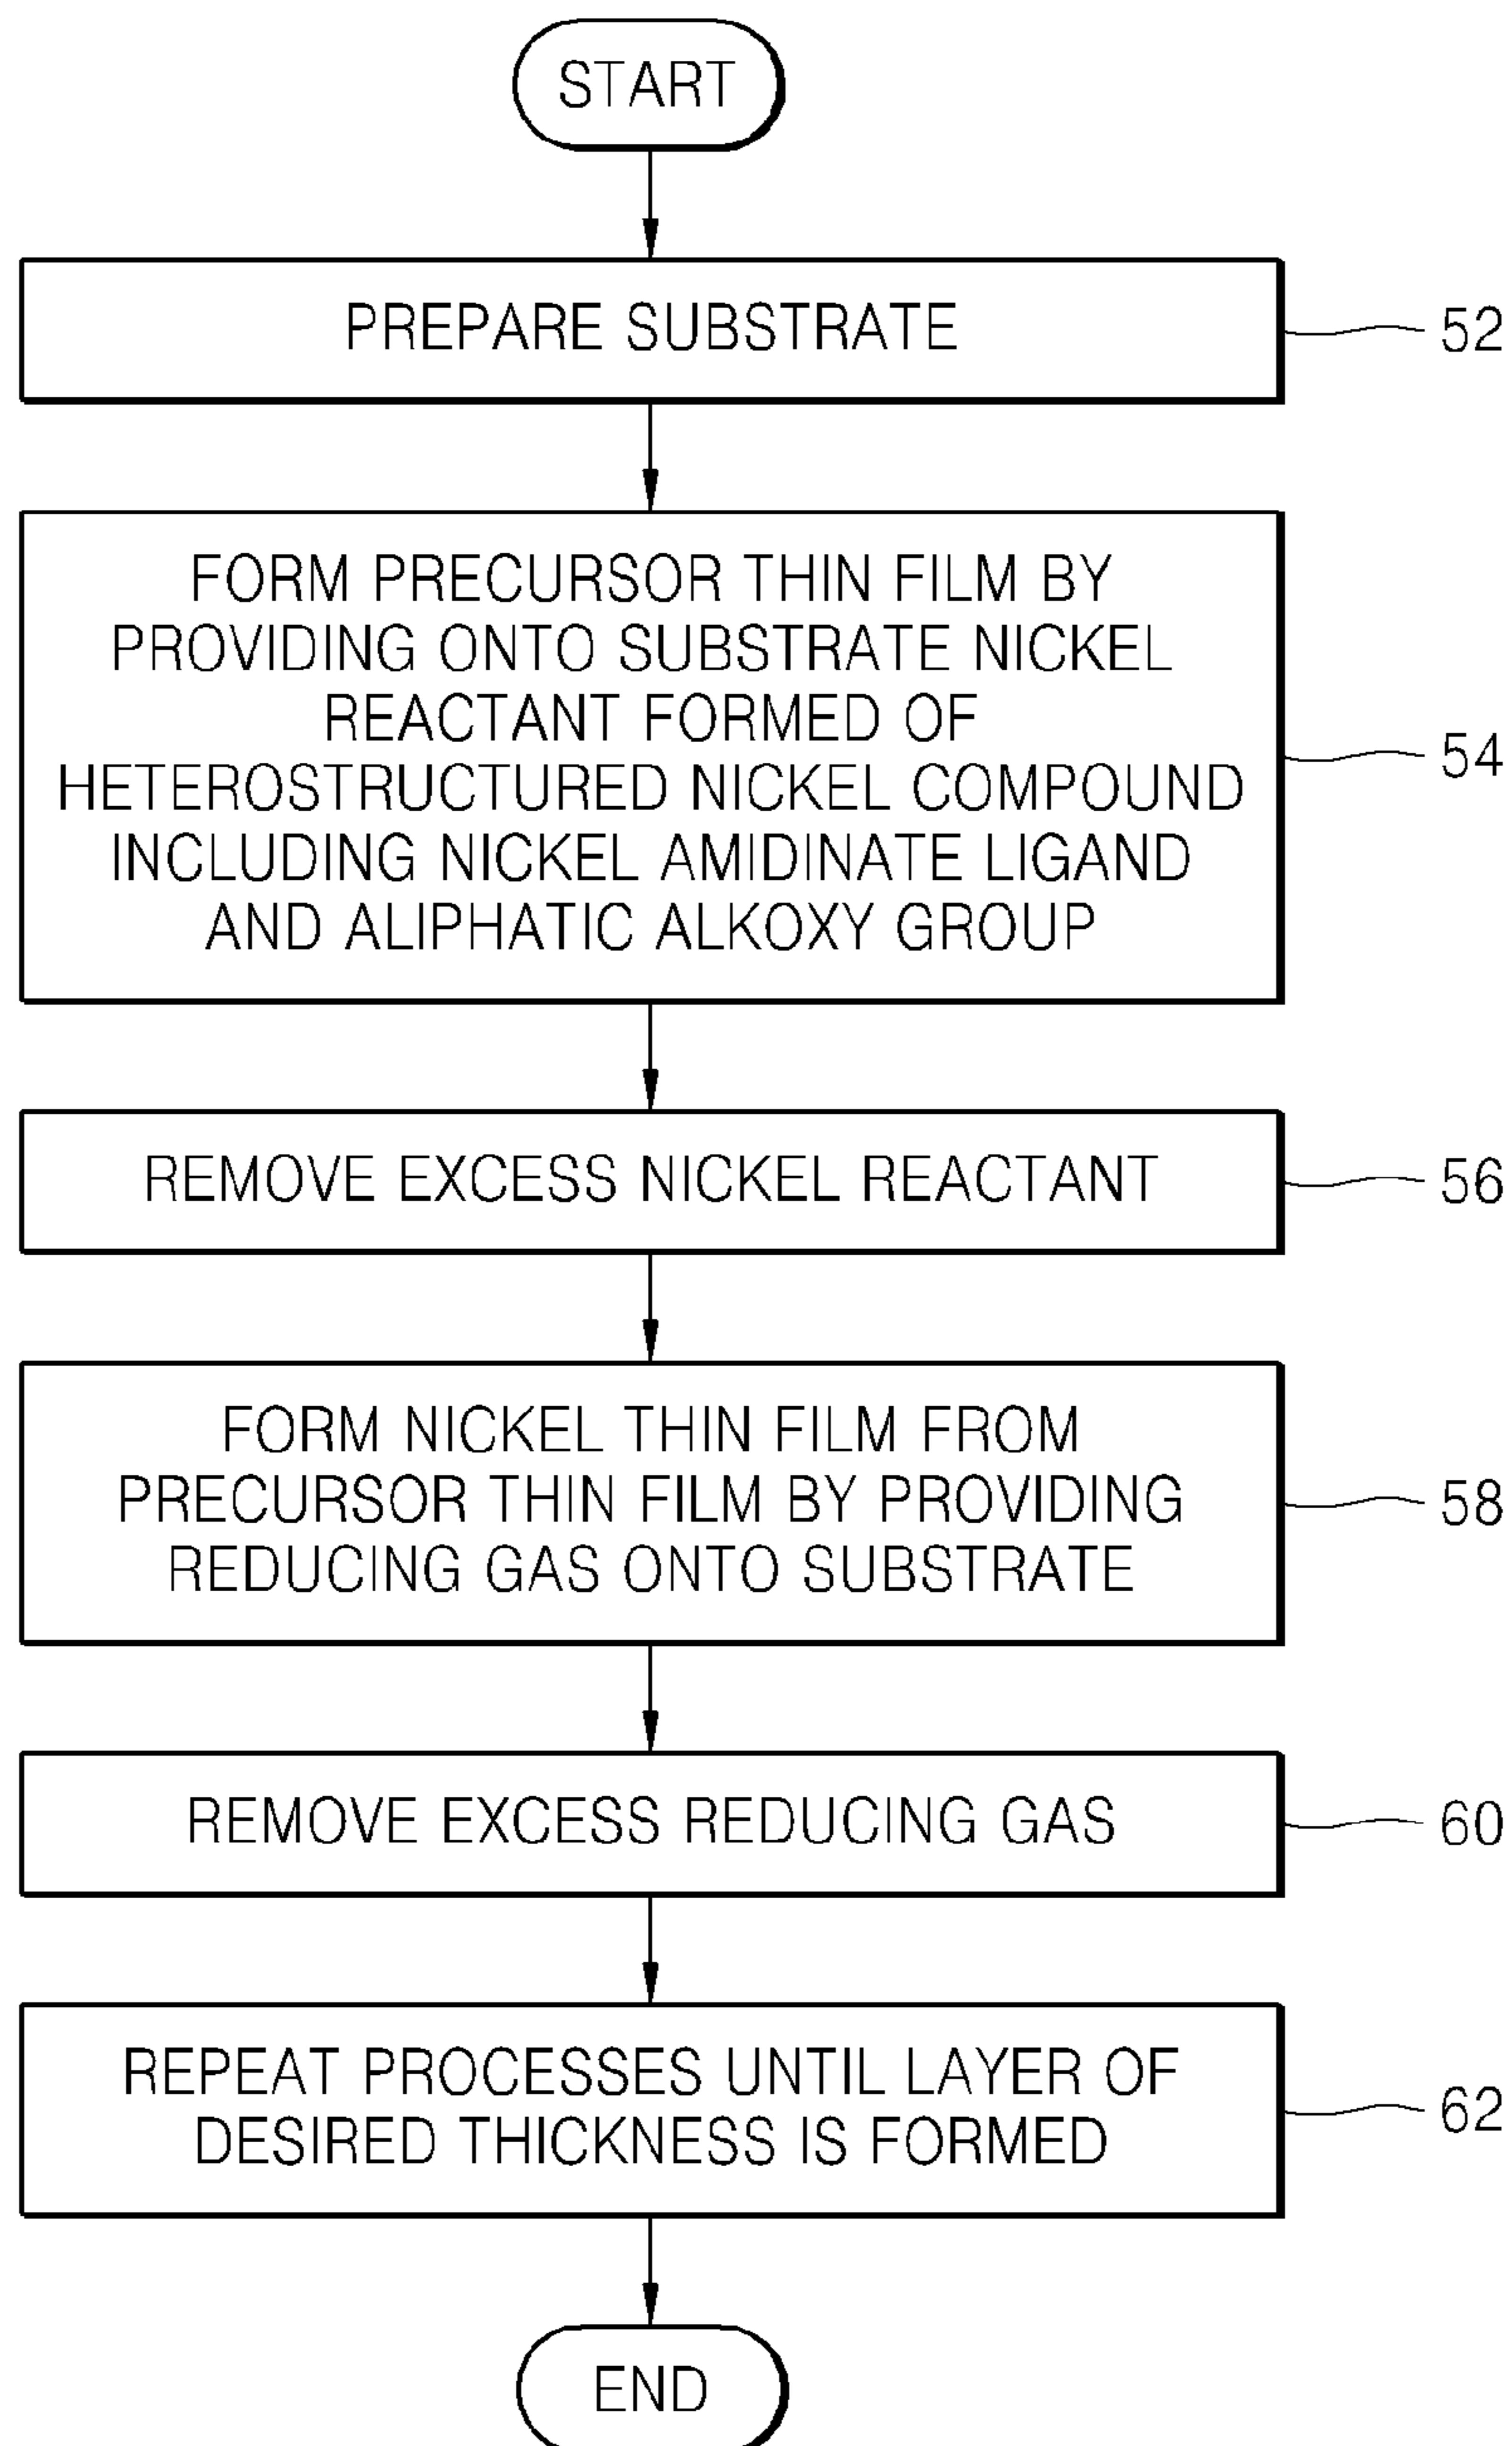 START
PREPARE SUBSTRATE
52
FORM PRECURSOR THIN FILM BY
PROVIDING ONTO SUBSTRATE NICKEL
REACTANT FORMED OF
HETEROSTRUCTURED NICKEL COMPOUND
INCLUDING NICKEL AMIDINATE LIGAND
AND ALIPHATIC ALKOXY GROUP
54
REMOVE EXCESS NICKEL REACTANT
56
FORM NICKEL THIN FILM FROM
PRECURSOR THIN FILM BY PROVIDING
REDUCING GAS ONTO SUBSTRATE
58
REMOVE EXCESS REDUCING GAS
60
REPEAT PROCESSES UNTIL LAYER OF
DESIRED THICKNESS IS FORMED
62
END